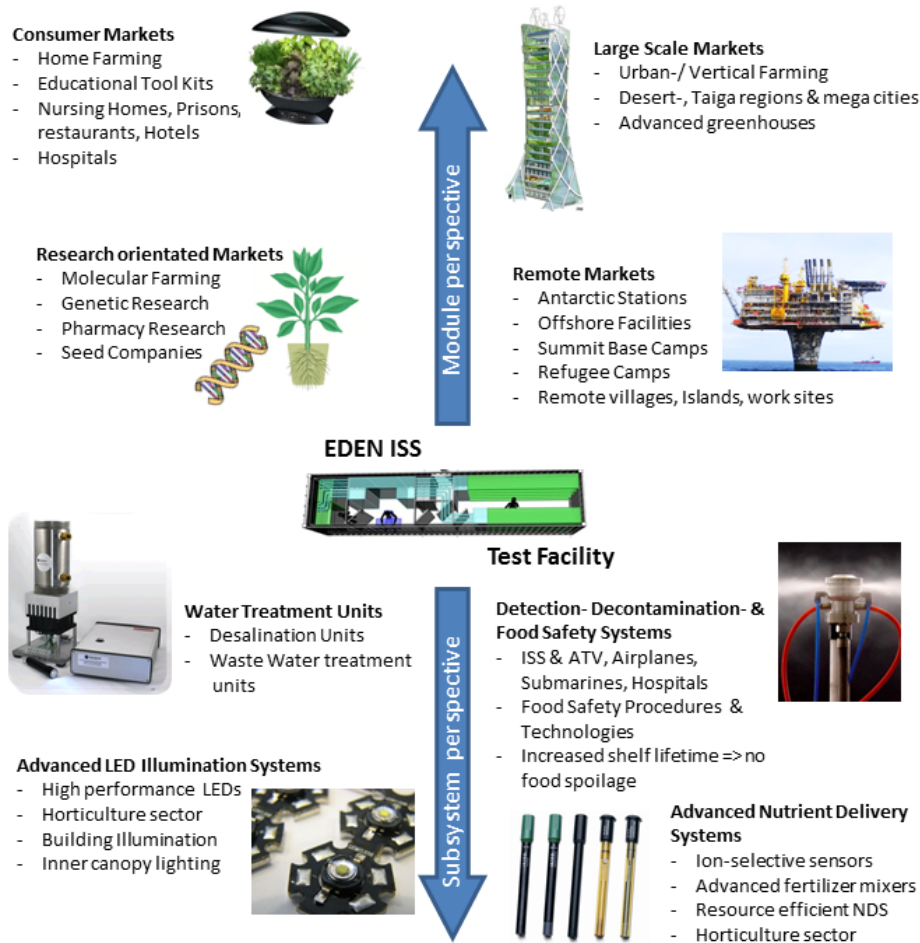 Consumer Markets
- Home Farming
- Educational Tool Kits
- Nursing Homes, Prisons,
restaurants, Hotels
- Hospitals
Large Scale Markets
- Urban-/ Vertical Farming
- Desert-, Taiga regions & mega cities
- Advanced greenhouses
Module perspective
Research orientated Markets
- Molecular Farming
- Genetic Research
- Pharmacy Research
- Seed Companies
Remote Markets
- Antarctic Stations
- Offshore Facilities
- Summit Base Camps
- Refugee Camps
- Remote villages, Islands, work sites
EDEN ISS
Test Facility
Water Treatment Units
- Desalination Units
- Waste Water treatment
units
Detection- Decontamination- &
Food Safety Systems
- ISS & ATV, Airplanes,
Submarines, Hospitals
- Food Safety Procedures &
Technologies
- Increased shelf lifetime => no
food spoilage
Subsystem perspective
Advanced LED Illumination Systems
- High performance LEDs
- Horticulture sector
- Building Illumination
- Inner canopy lighting
Advanced Nutrient Delivery
Systems
- Ion-selective sensors
- Advanced fertilizer mixers
- Resource efficient NDS
- Horticulture sector